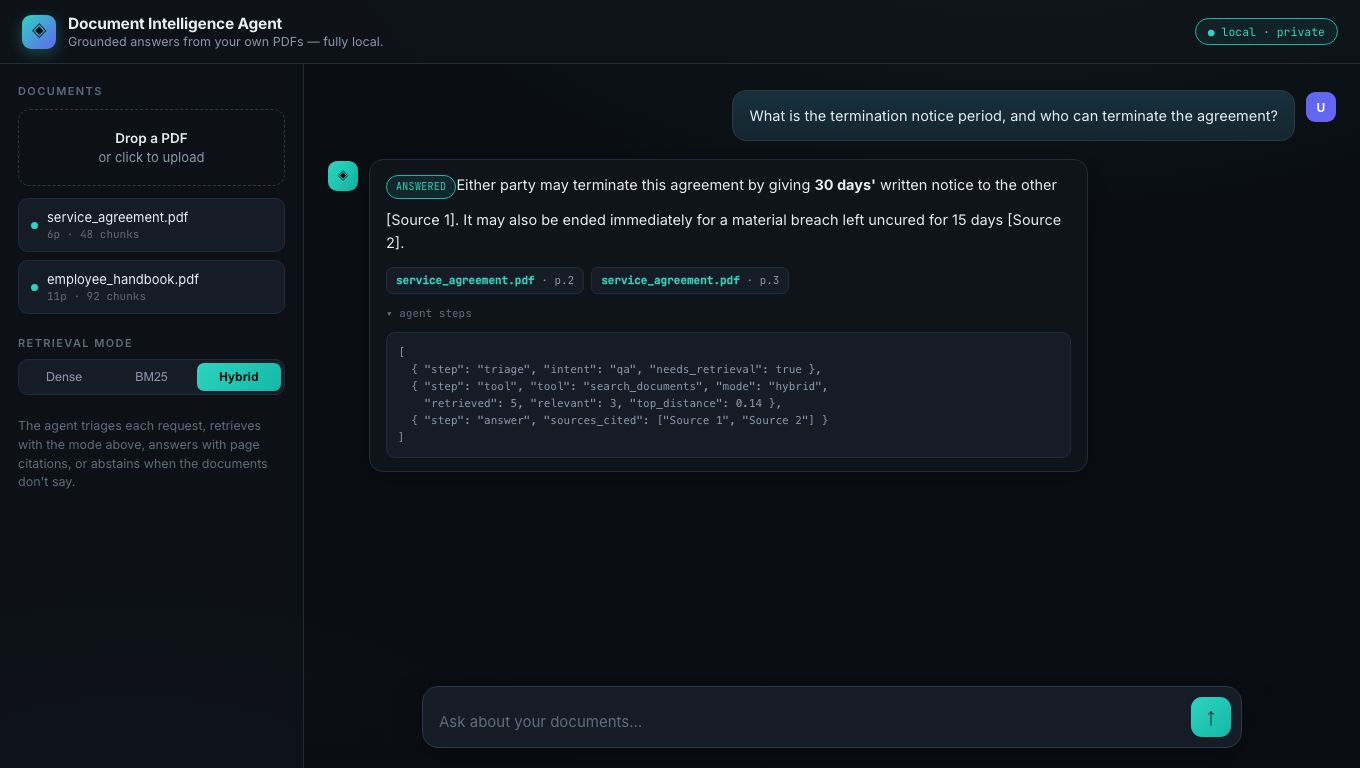 Document Intelligence Agent
Grounded answers from your own PDFs — fully local.
● local · private
DOCUMENTS
Drop a PDF
or click to upload
service_agreement.pdf
6p · 48 chunks
employee_handbook.pdf
11p · 92 chunks
RETRIEVAL MODE
Dense BM25 Hybrid
The agent triages each request, retrieves
with the mode above, answers with page
citations, or abstains when the documents
don't say.
What is the termination notice period, and who can terminate the agreement?
U
ANSWERED Either party may terminate this agreement by giving 30 days' written notice to the other
[Source 1]. It may also be ended immediately for a material breach left uncured for 15 days [Source
2].
service_agreement.pdf · p.2 service_agreement.pdf · p.3
▾ agent steps
[
  { "step": "triage", "intent": "qa", "needs_retrieval": true },
  { "step": "tool", "tool": "search_documents", "mode": "hybrid",
    "retrieved": 5, "relevant": 3, "top_distance": 0.14 },
  { "step": "answer", "sources_cited": ["Source 1", "Source 2"] }
]
Ask about your documents...
↑